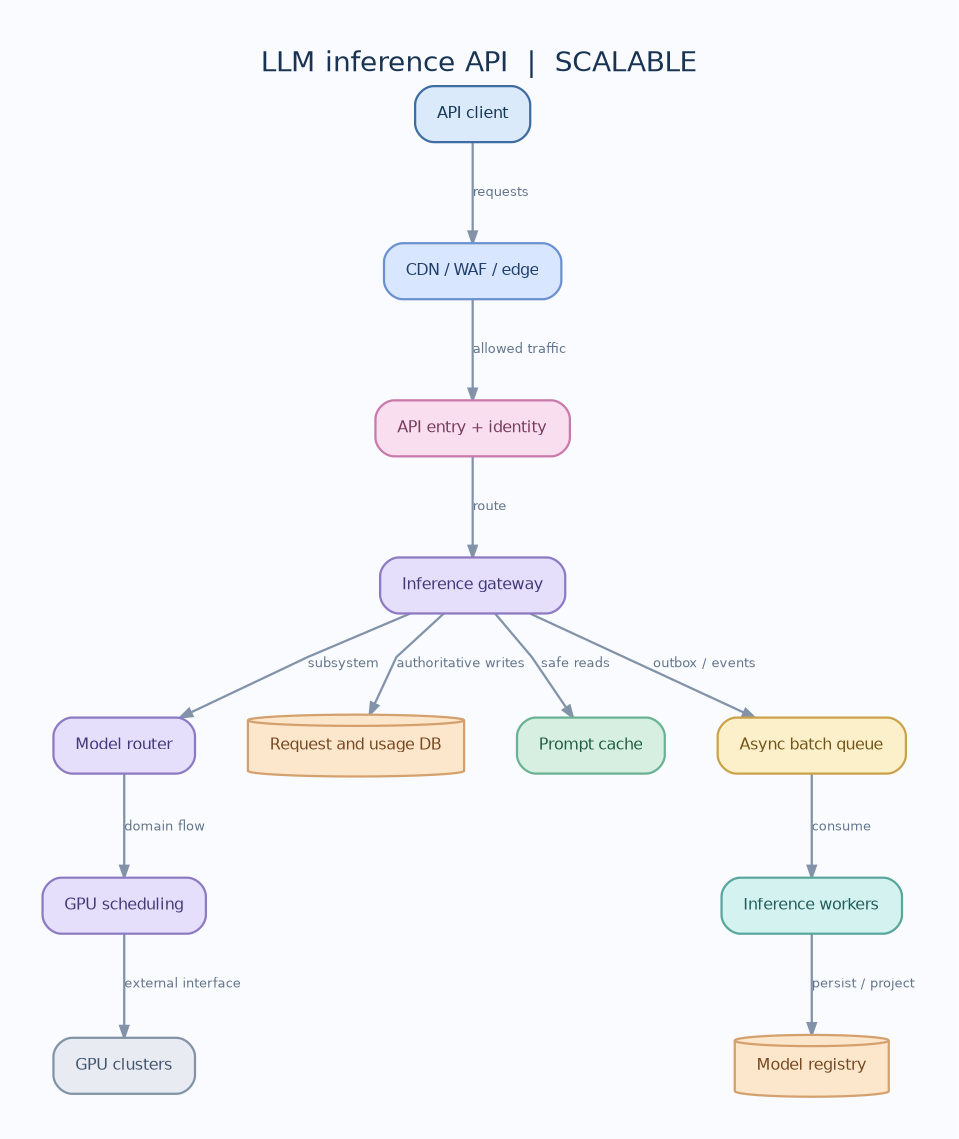 LLM inference API | SCALABLE
API client
requests
CDN / WAF / edge
allowed traffic
API entry + identity
route
Inference gateway
subsystem
authoritative writes
safe reads
outbox / events
Model router
Request and usage DB
Prompt cache
Async batch queue
domain flow
consume
GPU scheduling
Inference workers
external interface
persist / project
GPU clusters
Model registry